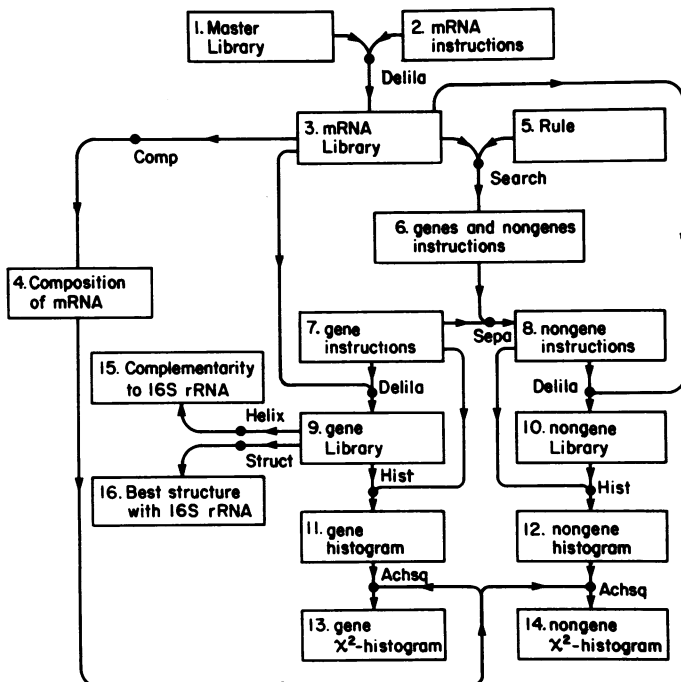 1. Master
Library
2. mRNA
instructions
Delila
3. mRNA
Library
5. Rule
Comp
Search
6. genes and nongenes
instructions
4. Composition
of mRNA
7. gene
instructions
Sepa
8. nongene
instructions
15. Complementarity
to 16S rRNA
Delila
Delila
Helix
9. gene
Library
10. nongene
Library
Struct
Hist
Hist
16. Best structure
with 16S rRNA
11. gene
histogram
12. nongene
histogram
Achsq
Achsq
13. gene
χ²-histogram
14. nongene
χ²-histogram